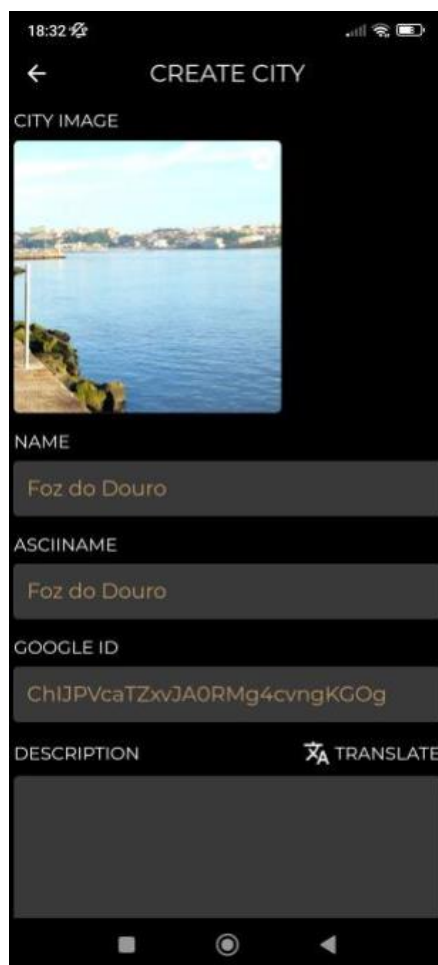 18:32
CREATE CITY
CITY IMAGE
NAME
Foz do Douro
ASCIINAME
Foz do Douro
GOOGLE ID
ChIJPVcaTZxvJA0RMg4cvngKGOg
DESCRIPTION
TRANSLATE